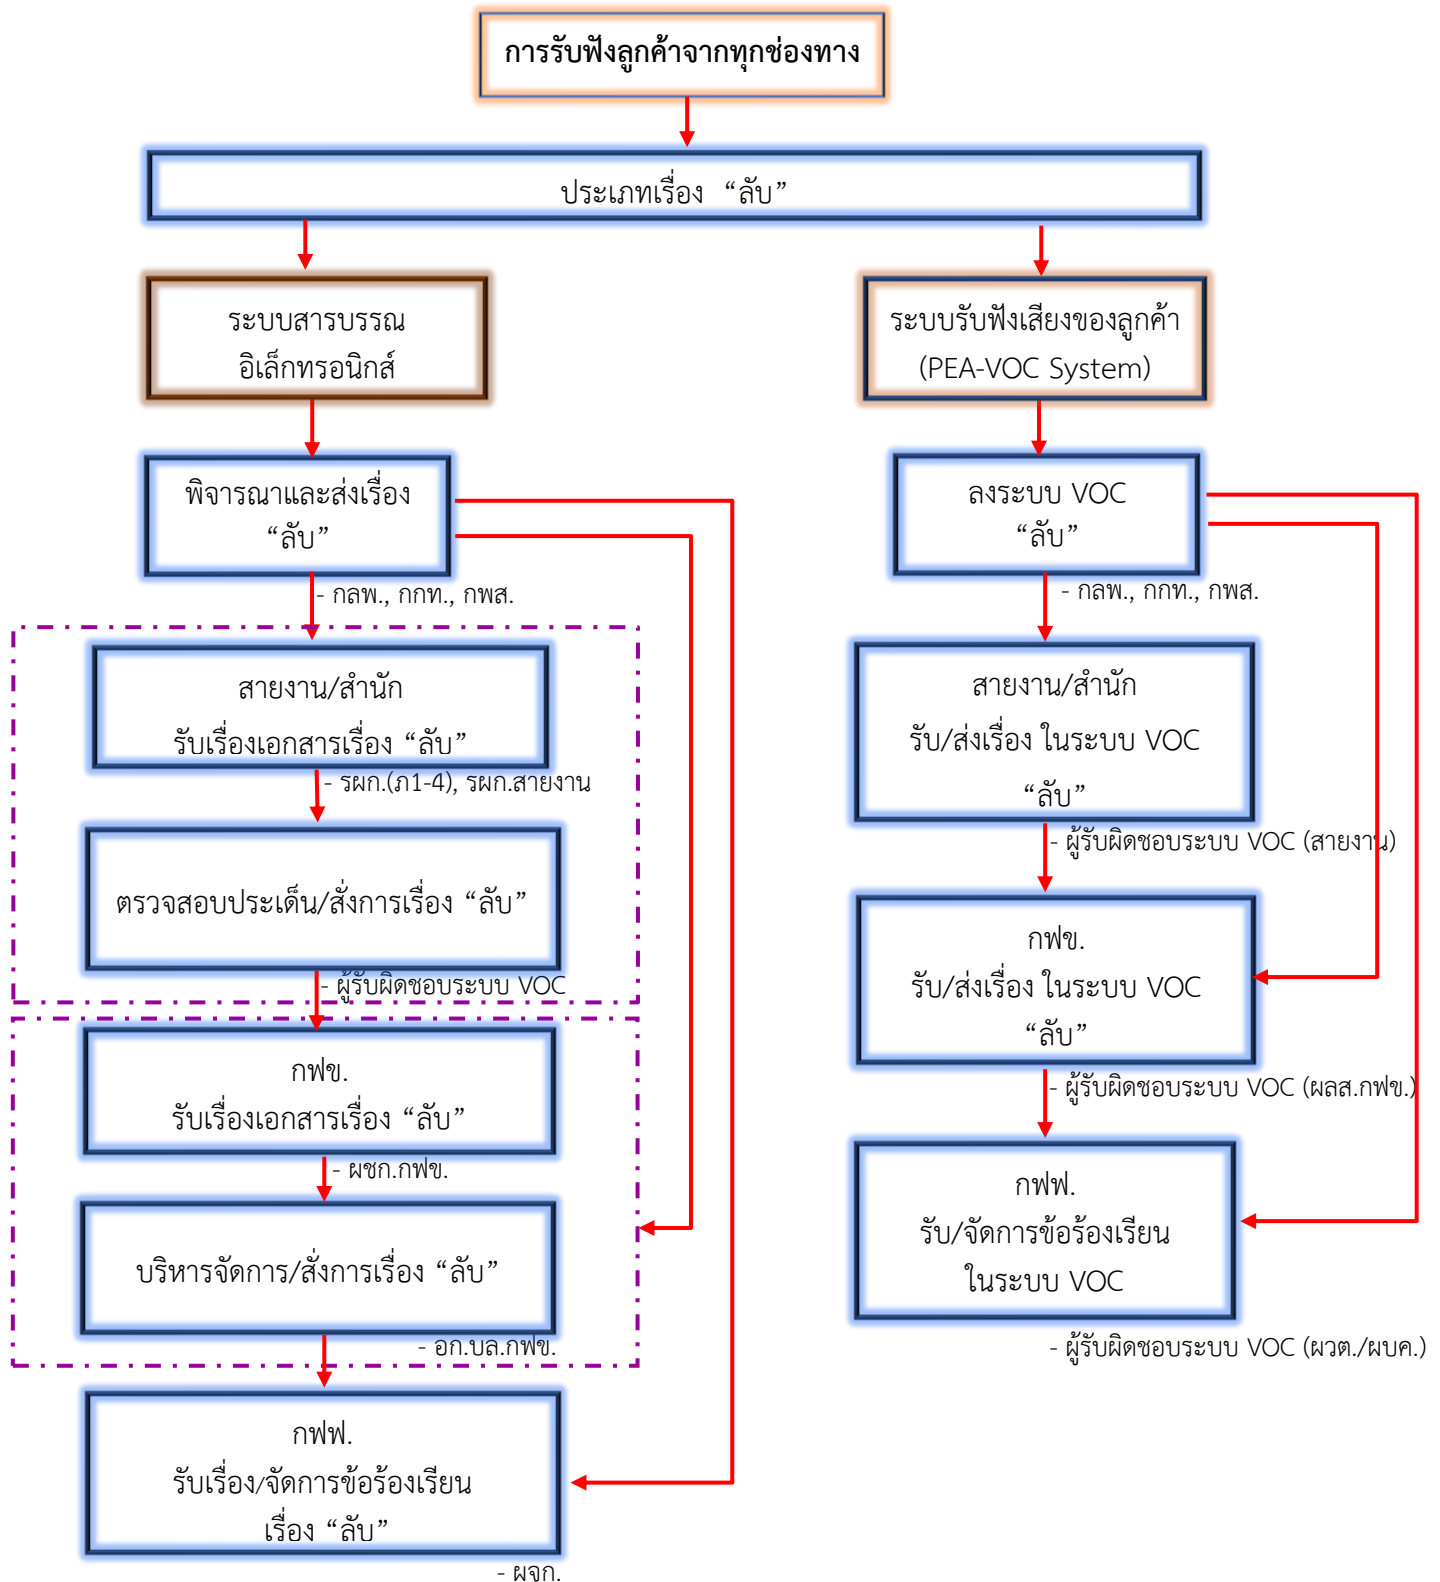 การรับฟังลูกค้าจากทุกช่องทาง
ประเภทเรื่อง “ลับ”
ระบบสารบรรณ
อิเล็กทรอนิกส์
พิจารณาและส่งเรื่อง
“ลับ”
- กลพ., กกท., กพส.
สายงาน/สำนัก
รับเรื่องเอกสารเรื่อง “ลับ”
- รผก.(ภ1-4), รผก.สายงาน
ตรวจสอบประเด็น/สั่งการเรื่อง “ลับ”
- ผู้รับผิดชอบระบบ VOC
กฟข.
รับเรื่องเอกสารเรื่อง “ลับ”
- ผชก.กฟข.
บริหารจัดการ/สั่งการเรื่อง “ลับ”
- อก.บล.กฟข.
กฟฟ.
รับเรื่อง/จัดการข้อร้องเรียน
เรื่อง “ลับ”
- ผจก.
ระบบรับฟังเสียงของลูกค้า
(PEA-VOC System)
ลงระบบ VOC
“ลับ”
- กลพ., กกท., กพส.
สายงาน/สำนัก
รับ/ส่งเรื่อง ในระบบ VOC
“ลับ”
- ผู้รับผิดชอบระบบ VOC (สายงาน)
กฟข.
รับ/ส่งเรื่อง ในระบบ VOC
“ลับ”
- ผู้รับผิดชอบระบบ VOC (ผลส.กฟข.)
กฟฟ.
รับ/จัดการข้อร้องเรียน
ในระบบ VOC
- ผู้รับผิดชอบระบบ VOC (ผวต./ผบค.)